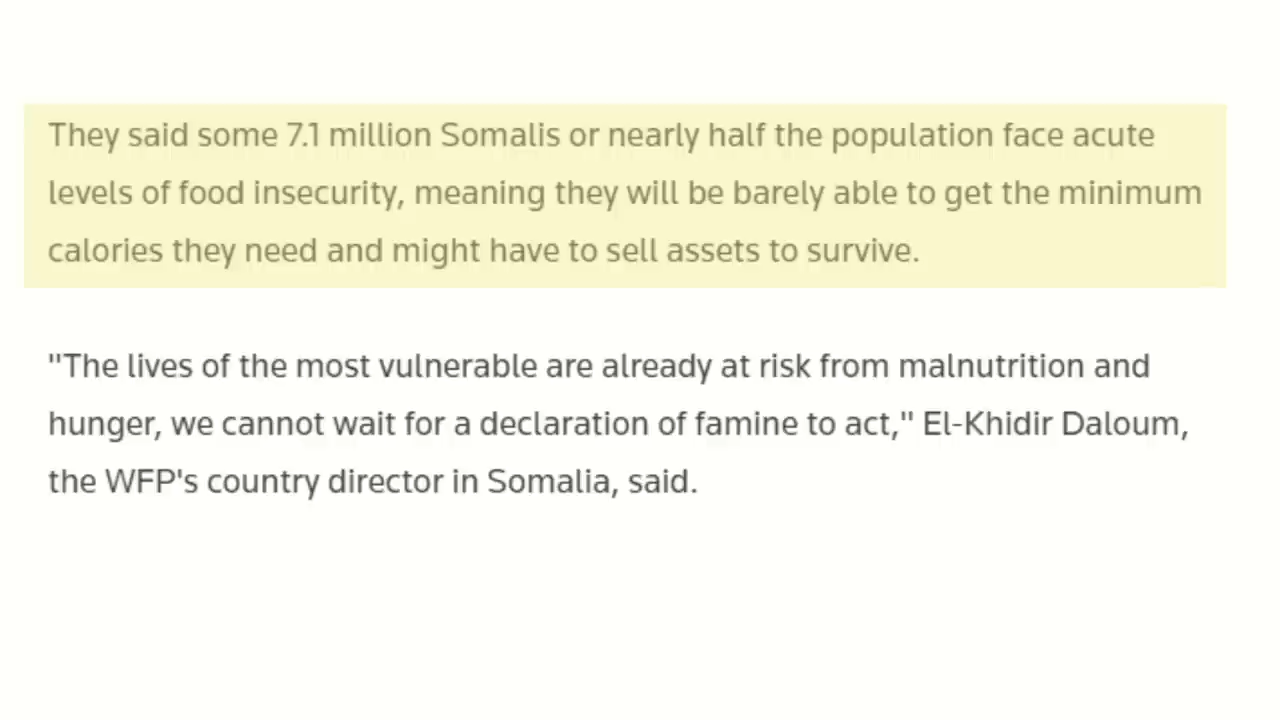 They said some 7.1 million Somalis or nearly half the population face acute
levels of food insecurity, meaning they will be barely able to get the minimum
calories they need and might have to sell assets to survive.
"The lives of the most vulnerable are already at risk from malnutrition and
hunger, we cannot wait for a declaration of famine to act," El-Khidir Daloum,
the WFP's country director in Somalia, said.